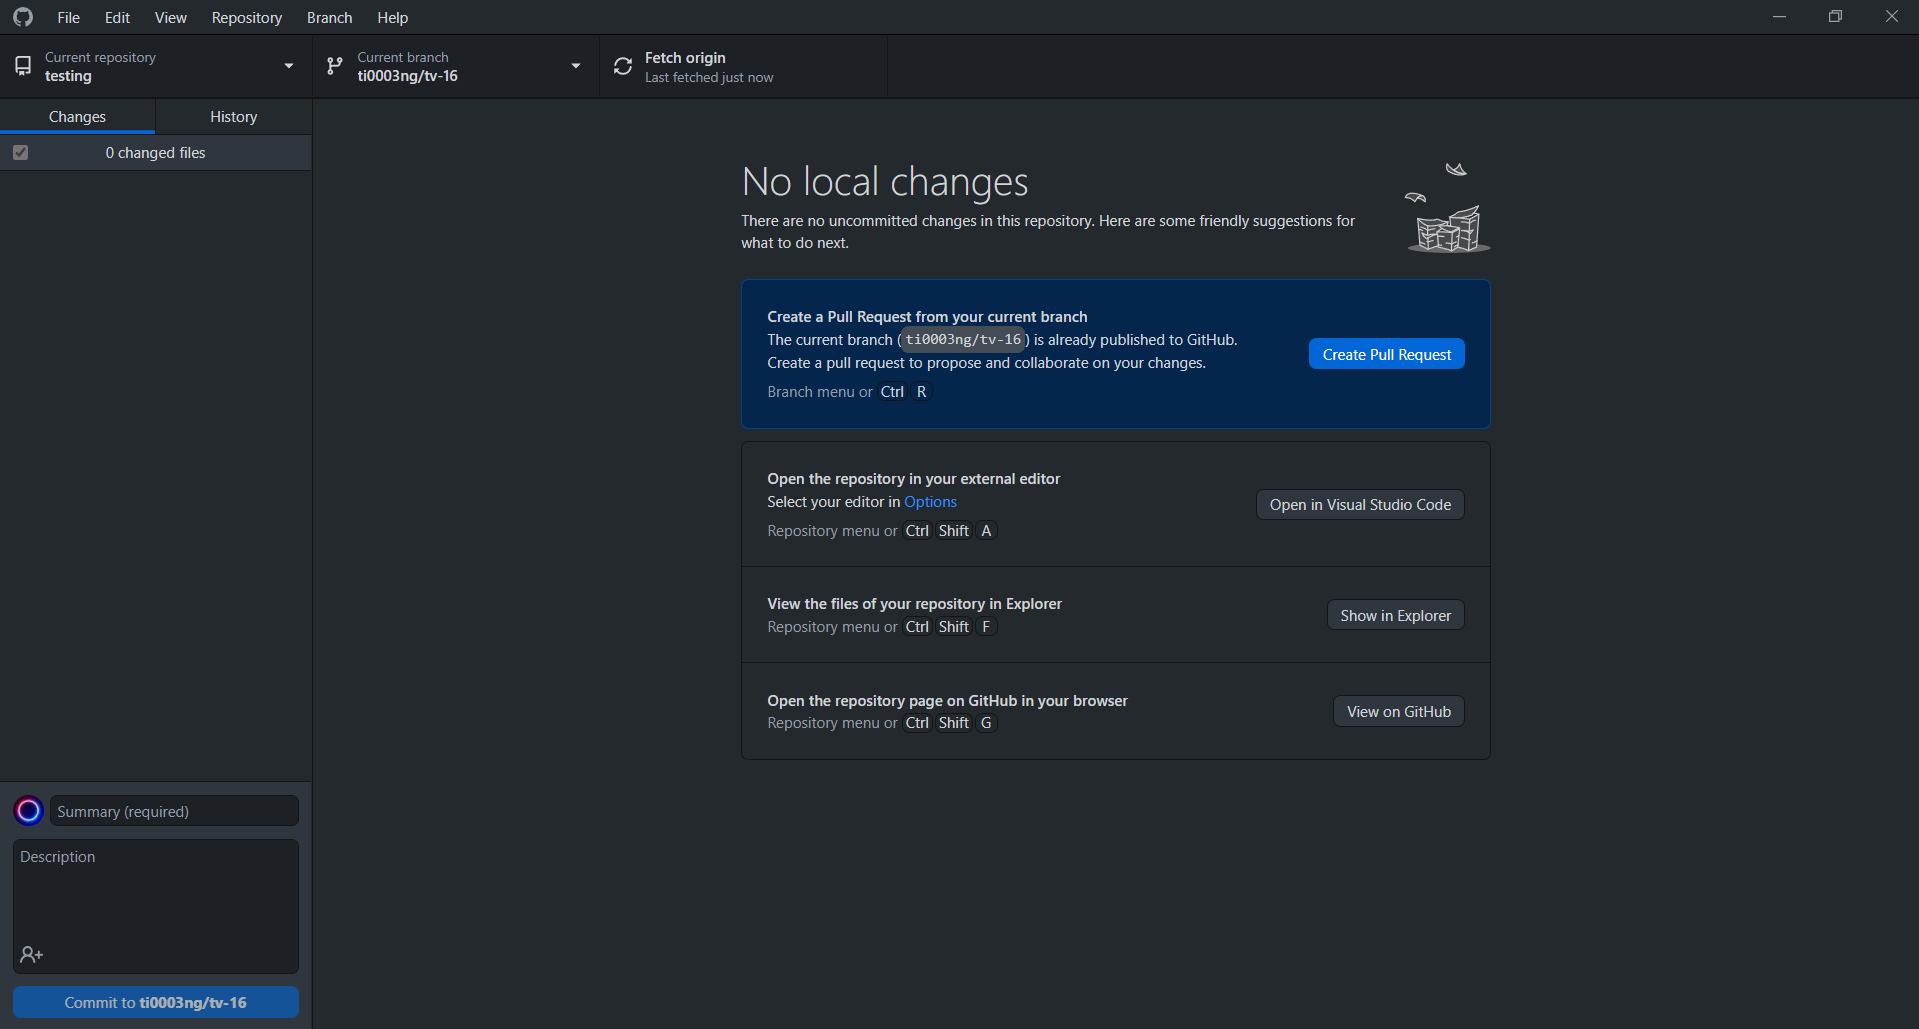 File Edit View Repository Branch Help
Current repository
testing
Current branch
ti0003ng/tv-16
Fetch origin
Last fetched just now
Changes
History
0 changed files
No local changes
There are no uncommitted changes in this repository. Here are some friendly suggestions for
what to do next.
Create a Pull Request from your current branch
The current branch ( ti0003ng/tv-16 ) is already published to GitHub.
Create a pull request to propose and collaborate on your changes.
Branch menu or Ctrl R
Create Pull Request
Open the repository in your external editor
Select your editor in Options
Repository menu or Ctrl Shift A
Open in Visual Studio Code
View the files of your repository in Explorer
Repository menu or Ctrl Shift F
Show in Explorer
Open the repository page on GitHub in your browser
Repository menu or Ctrl Shift G
View on GitHub
Summary (required)
Description
Commit to ti0003ng/tv-16